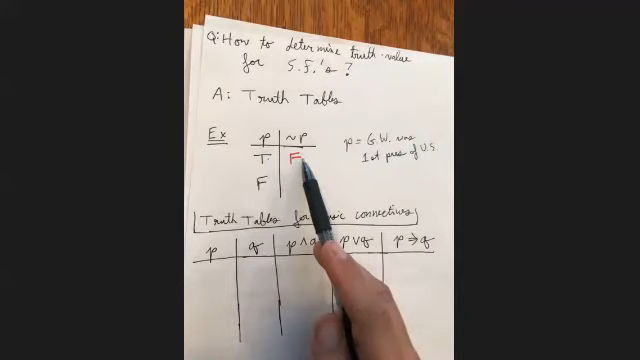 Q: How to determine truth-value
for S.F.'s ?
A: Truth Tables
Ex
p ~p
T F
F
p = G.W. was
1st pres of U.S.
Truth Tables for connectives
p q p ∧ p ∨ q p ⇒ q